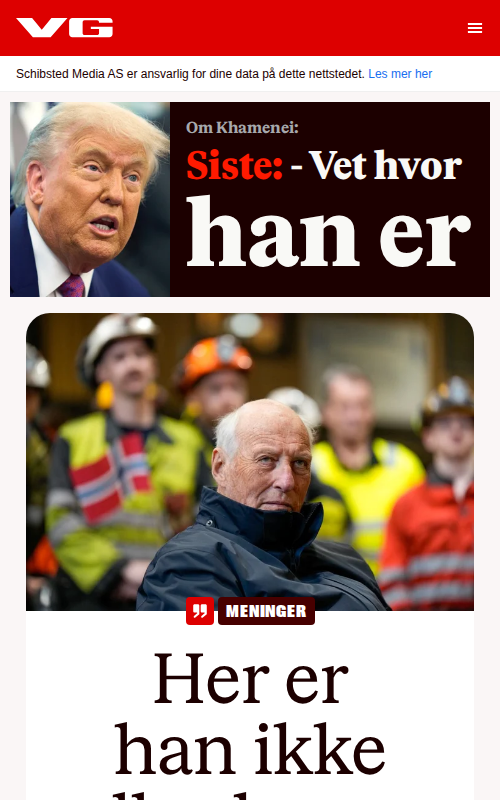 VG
Schibsted Media AS er ansvarlig for dine data på dette nettstedet. Les mer her
Om Khamenei:
Siste: - Vet hvor
han er
MENINGER
Her er
han ikke